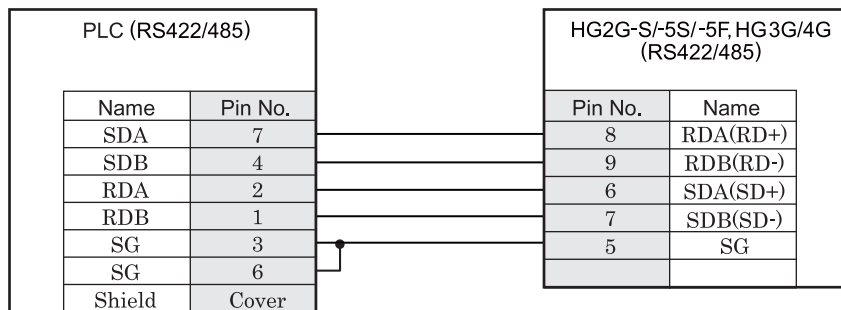 PLC (RS422/485)
HG2G-S/-5S/-5F, HG3G/4G
(RS422/485)
Name Pin No. Pin No. Name
SDA 7 8 RDA(RD+)
SDB 4 9 RDB(RD-)
RDA 2 6 SDA(SD+)
RDB 1 7 SDB(SD-)
SG 3 5 SG
SG 6
Shield Cover